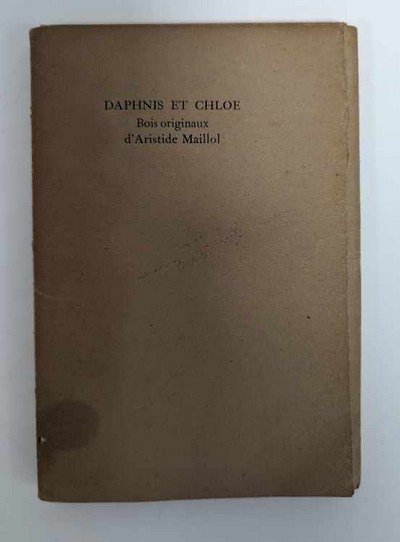 DAPHNIS ET CHLOE
Bois originaux
d'Aristide Maillol